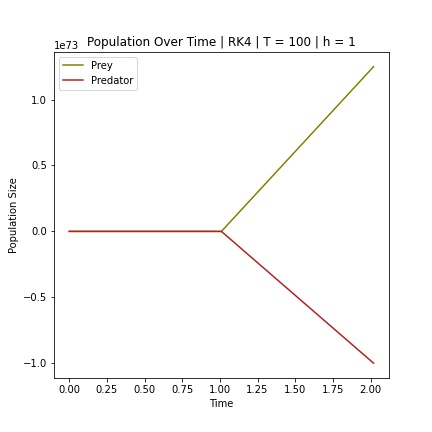 Population Over Time | RK4 | T = 100 | h = 1
1e73
Prey
Predator
1.0
0.5
0.0
−0.5
−1.0
Population Size
0.00 0.25 0.50 0.75 1.00 1.25 1.50 1.75 2.00
Time